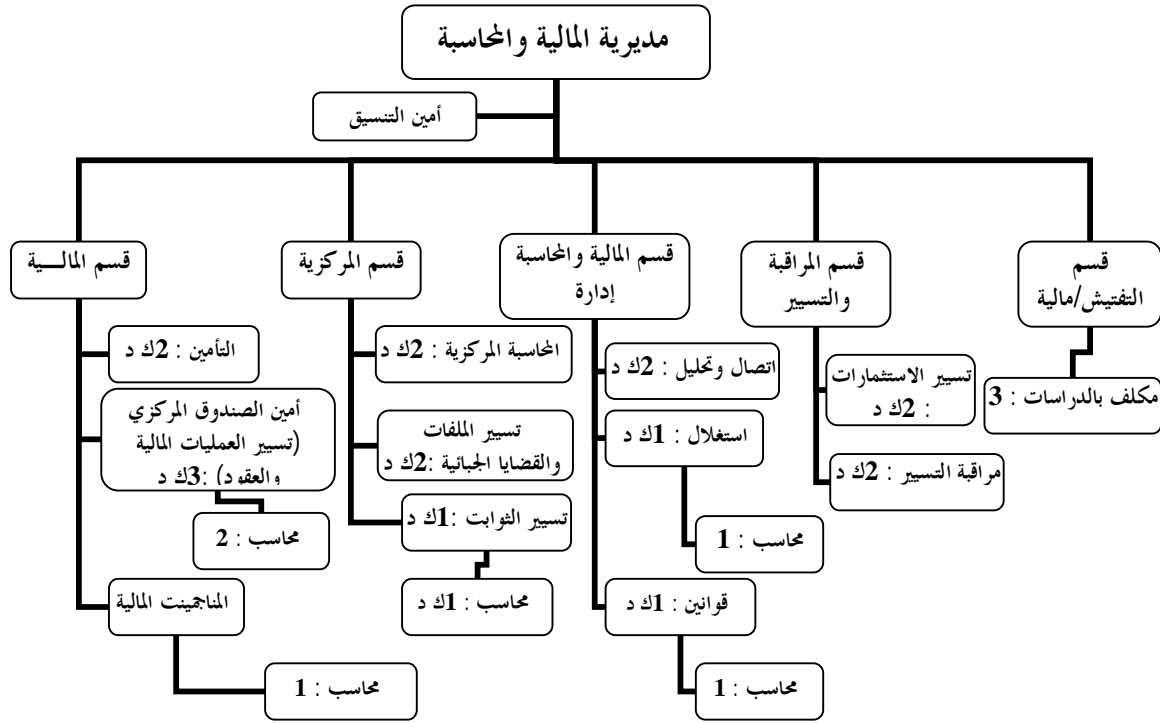 مديرية المالية والمحاسبة
أمين التنسيق
قسم
التفتيش/مالية
مكلف بالدراسات : 3
قسم المراقبة
والتسيير
تسيير الاستثمارات
: 2ك د
مراقبة التسيير : 2ك د
قسم المالية والمحاسبة
إدارة
اتصال وتحليل : 2ك د
استغلال : 1ك د
محاسب : 1
قوانين : 1ك د
محاسب : 1
قسم المركزية
المحاسبة المركزية : 2ك د
تسيير الملفات
والقضايا الجبائية :2ك د
تسيير الثوابت :1ك د
محاسب : 1ك د
قسم المالـــية
التأمين : 2ك د
أمين الصندوق المركزي
(تسيير العمليات المالية
والعقود) :3ك د
محاسب : 2
المناجمينت المالية
محاسب : 1